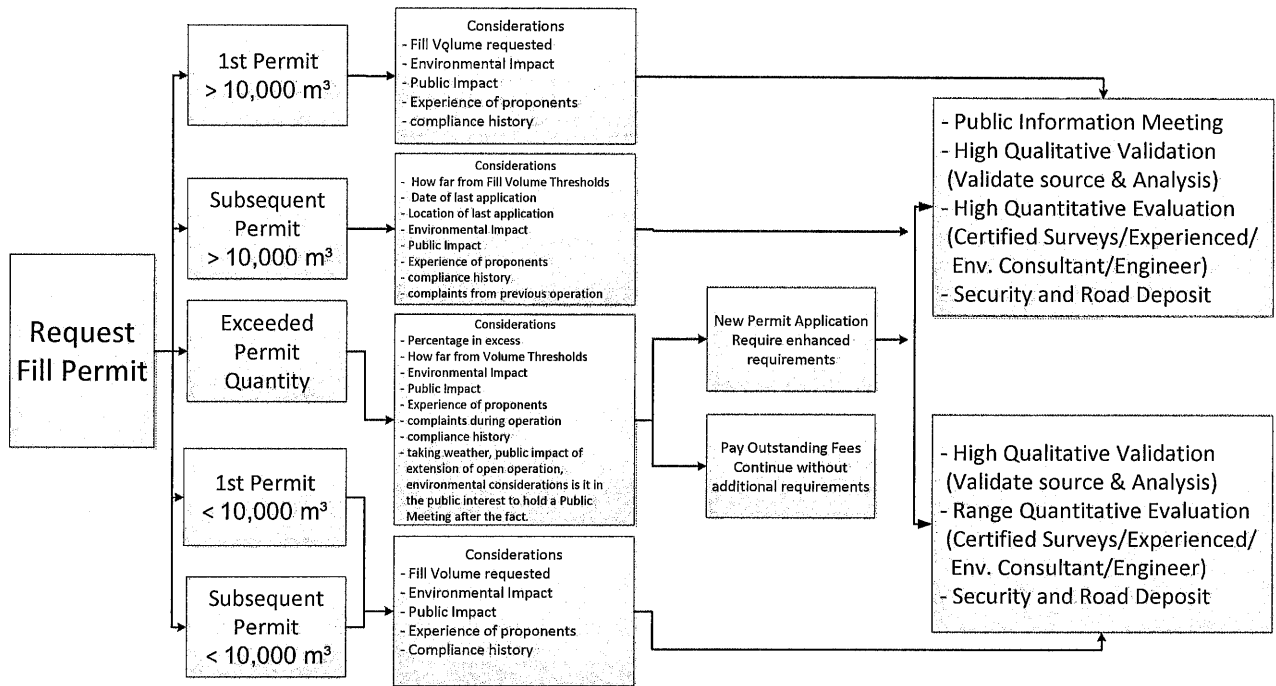 Request
Fill Permit
1st Permit
> 10,000 m³
Subsequent
Permit
> 10,000 m³
Exceeded
Permit
Quantity
1st Permit
< 10,000 m³
Subsequent
Permit
< 10,000 m³
Considerations
- Fill Volume requested
- Environmental Impact
- Public Impact
- Experience of proponents
- compliance history
Considerations
- How far from Fill Volume Thresholds
- Date of last application
- Location of last application
- Environmental Impact
- Public Impact
- Experience of proponents
- compliance history
- complaints from previous operation
Considerations
- Percentage in excess
- How far from Volume Thresholds
- Environmental Impact
- Public Impact
- Experience of proponents
- complaints during operation
- compliance history
- taking weather, public impact of
extension of open operation,
environmental considerations is it in
the public interest to hold a Public
Meeting after the fact.
Considerations
- Fill Volume requested
- Environmental Impact
- Public Impact
- Experience of proponents
- Compliance history
New Permit Application
Require enhanced
requirements
Pay Outstanding Fees
Continue without
additional requirements
- Public Information Meeting
- High Qualitative Validation
(Validate source & Analysis)
- High Quantitative Evaluation
(Certified Surveys/Experienced/
Env. Consultant/Engineer)
- Security and Road Deposit
- High Qualitative Validation
(Validate source & Analysis)
- Range Quantitative Evaluation
(Certified Surveys/Experienced/
Env. Consultant/Engineer)
- Security and Road Deposit